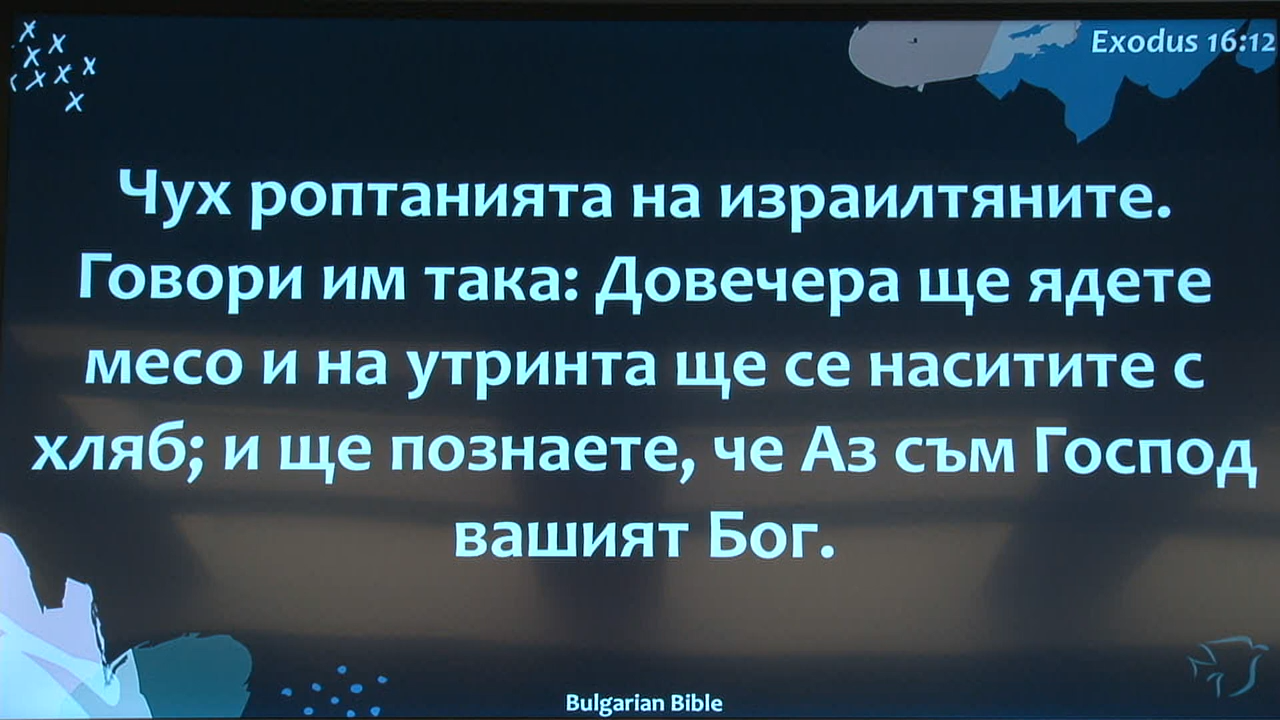 Exodus 16:12
Чух роптанията на израилтяните.
Говори им така: Довечера ще ядете
месо и на утринта ще се наситите с
хляб; и ще познаете, че Аз съм Господ
вашият Бог.
Bulgarian Bible